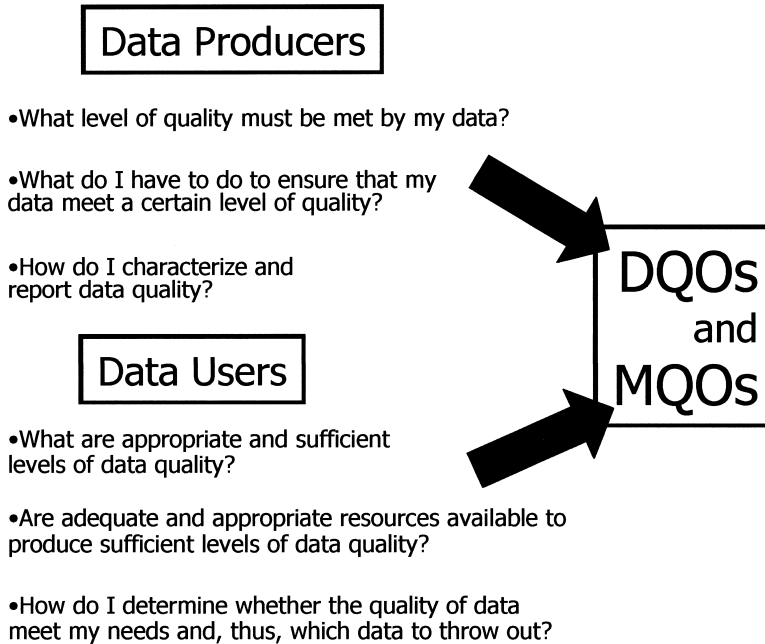 Data Producers
•What level of quality must be met by my data?
•What do I have to do to ensure that my
data meet a certain level of quality?
•How do I characterize and
report data quality?
Data Users
•What are appropriate and sufficient
levels of data quality?
•Are adequate and appropriate resources available to
produce sufficient levels of data quality?
•How do I determine whether the quality of data
meet my needs and, thus, which data to throw out?
DQOs
and
MQOs